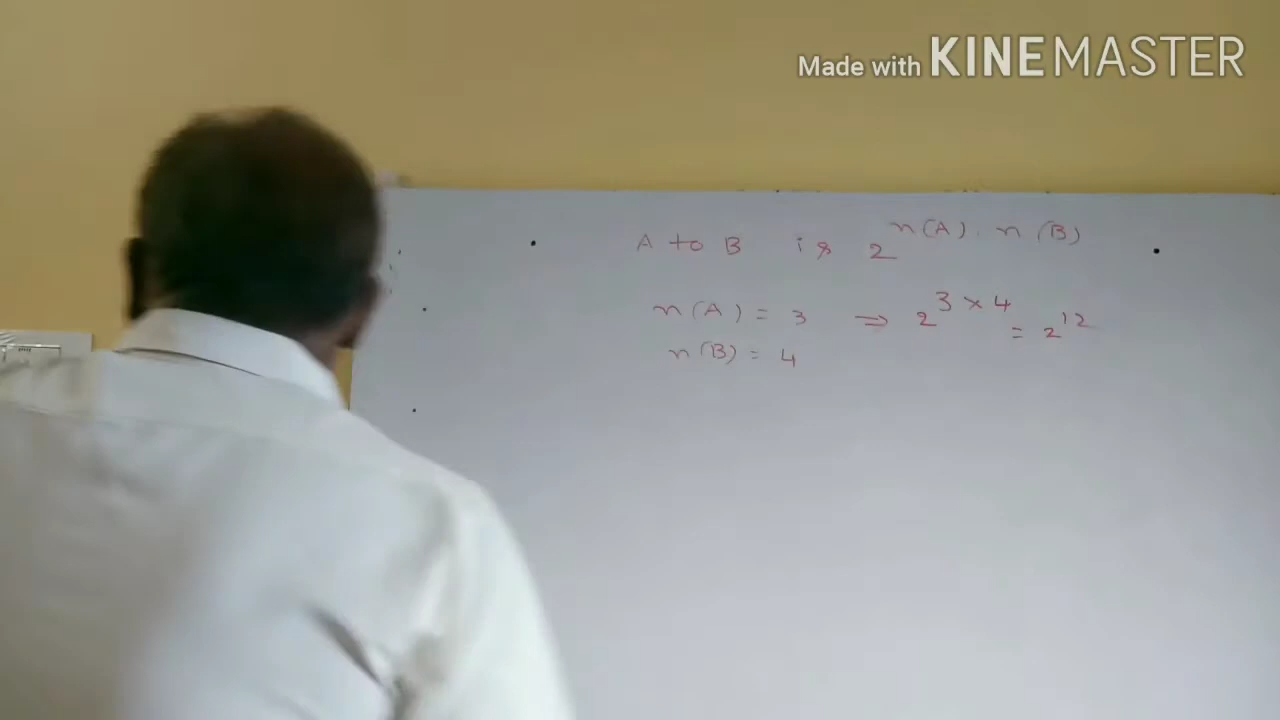 Made with KINEMASTER
A to B is 2^{n(A) . n(B)}
n(A) = 3 ⇒ 2^{3 × 4} = 2^{12}
n(B) = 4